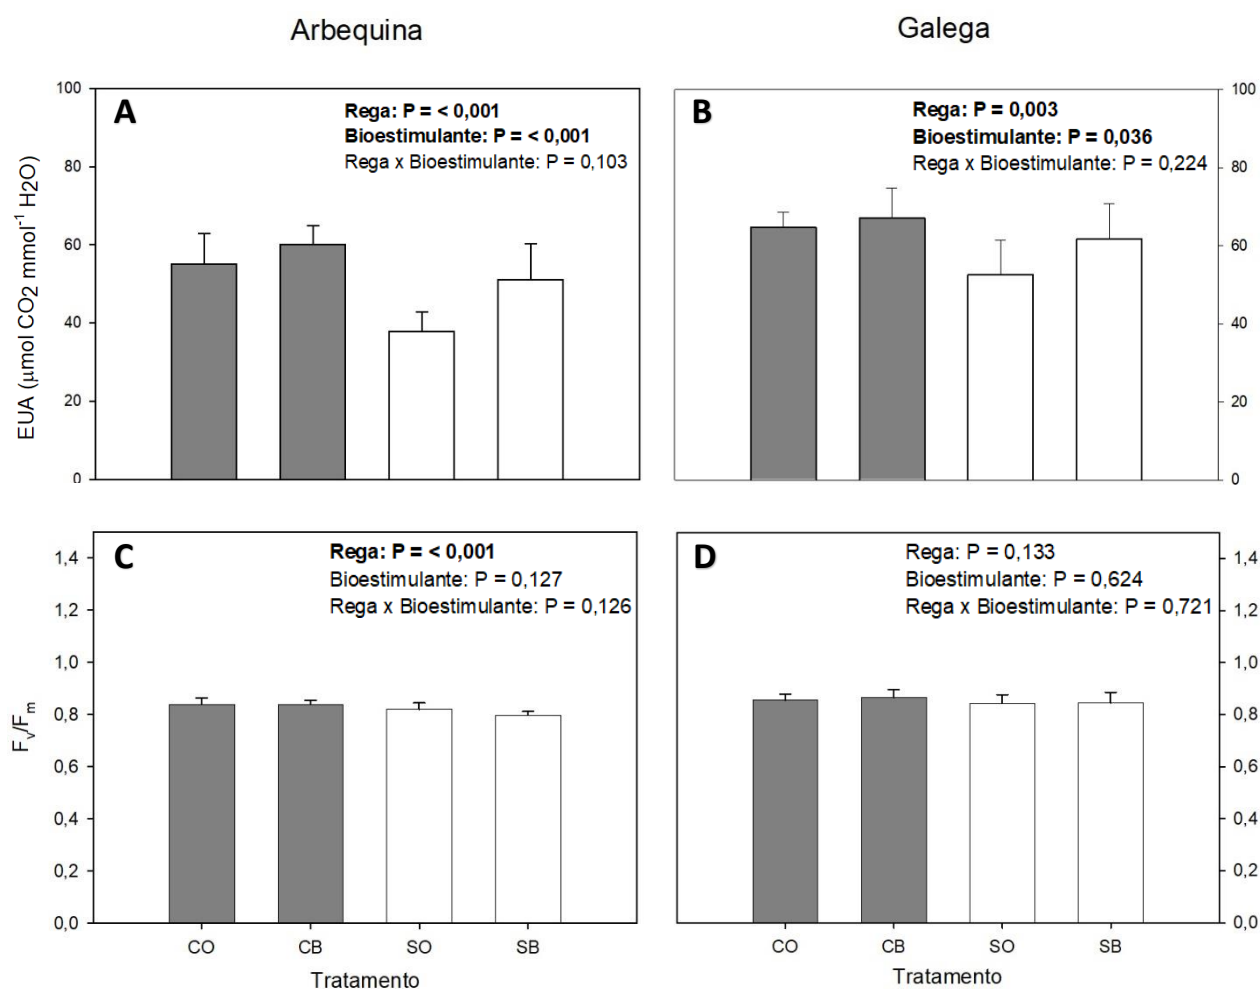 Arbequina
Galega
A
Rega: P = < 0,001
Bioestimulante: P = < 0,001
Rega x Bioestimulante: P = 0,103
EUA (μmol CO2 mmol-1 H2O)
100
80
60
40
20
0
B
Rega: P = 0,003
Bioestimulante: P = 0,036
Rega x Bioestimulante: P = 0,224
100
80
60
40
20
0
C
Rega: P = < 0,001
Bioestimulante: P = 0,127
Rega x Bioestimulante: P = 0,126
Fv/Fm
1,4
1,2
1,0
0,8
0,6
0,4
0,2
0,0
CO CB SO SB
Tratamento
D
Rega: P = 0,133
Bioestimulante: P = 0,624
Rega x Bioestimulante: P = 0,721
1,4
1,2
1,0
0,8
0,6
0,4
0,2
0,0
CO CB SO SB
Tratamento